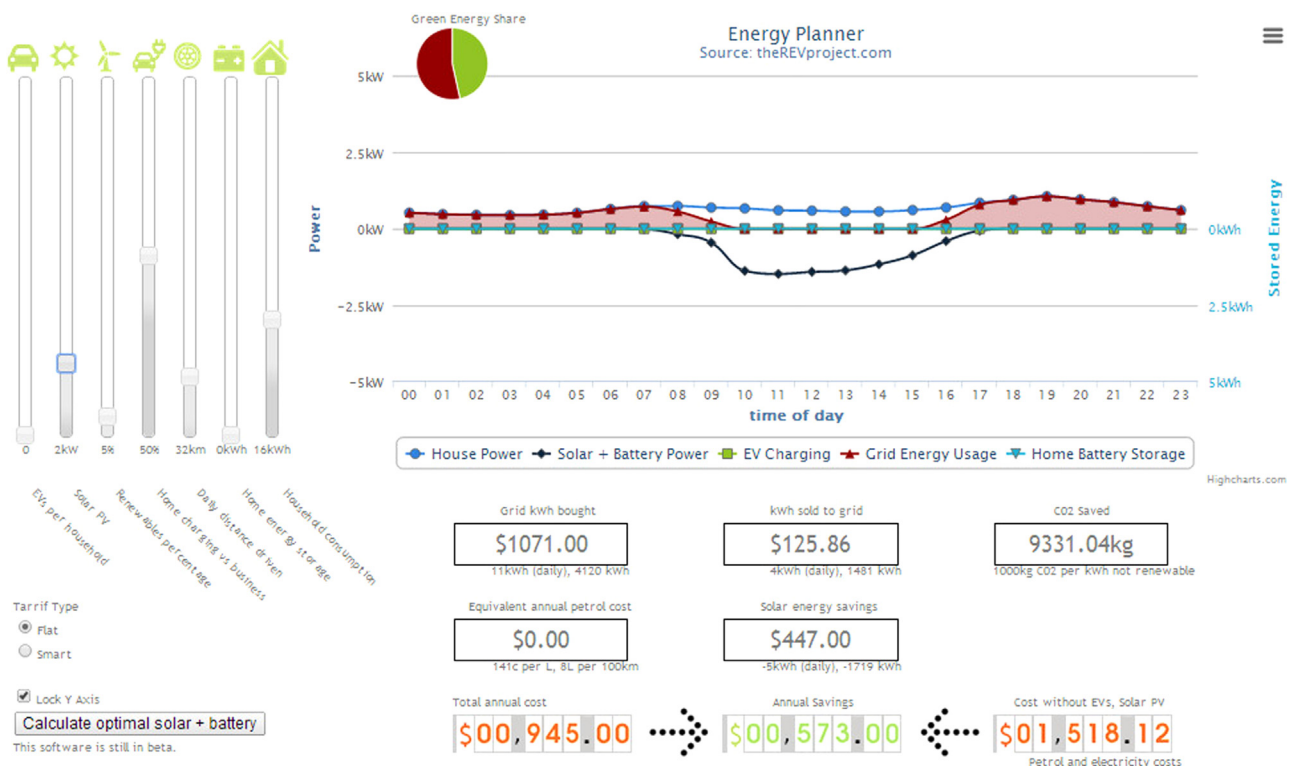 Green Energy Share
Energy Planner
Source: theREVproject.com
5kW
2.5kW
0kW
-2.5kW
-5kW
Power
0kWh
2.5kWh
5kWh
Stored Energy
00 01 02 03 04 05 06 07 08 09 10 11 12 13 14 15 16 17 18 19 20 21 22 23
time of day
House Power Solar + Battery Power EV Charging Grid Energy Usage Home Battery Storage
Highcharts.com
0 2kW 5% 50% 32km 0kWh 16kWh
EVs per household
Solar PV
Renewables percentage
Home charging vs business
Daily distance driven
Home energy storage
Household consumption
Tarrif Type
Flat
Smart
Lock Y Axis
Calculate optimal solar + battery
This software is still in beta.
Grid kWh bought
$1071.00
11kWh (daily), 4120 kWh
kWh sold to grid
$125.86
4kWh (daily), 1481 kWh
CO2 Saved
9331.04kg
1000kg CO2 per kWh not renewable
Equivalent annual petrol cost
$0.00
141c per L, 8L per 100km
Solar energy savings
$447.00
-5kWh (daily), -1719 kWh
Total annual cost
$00,945.00
Annual Savings
$00,573.00
Cost without EVs, Solar PV
$01,518.12
Petrol and electricity costs